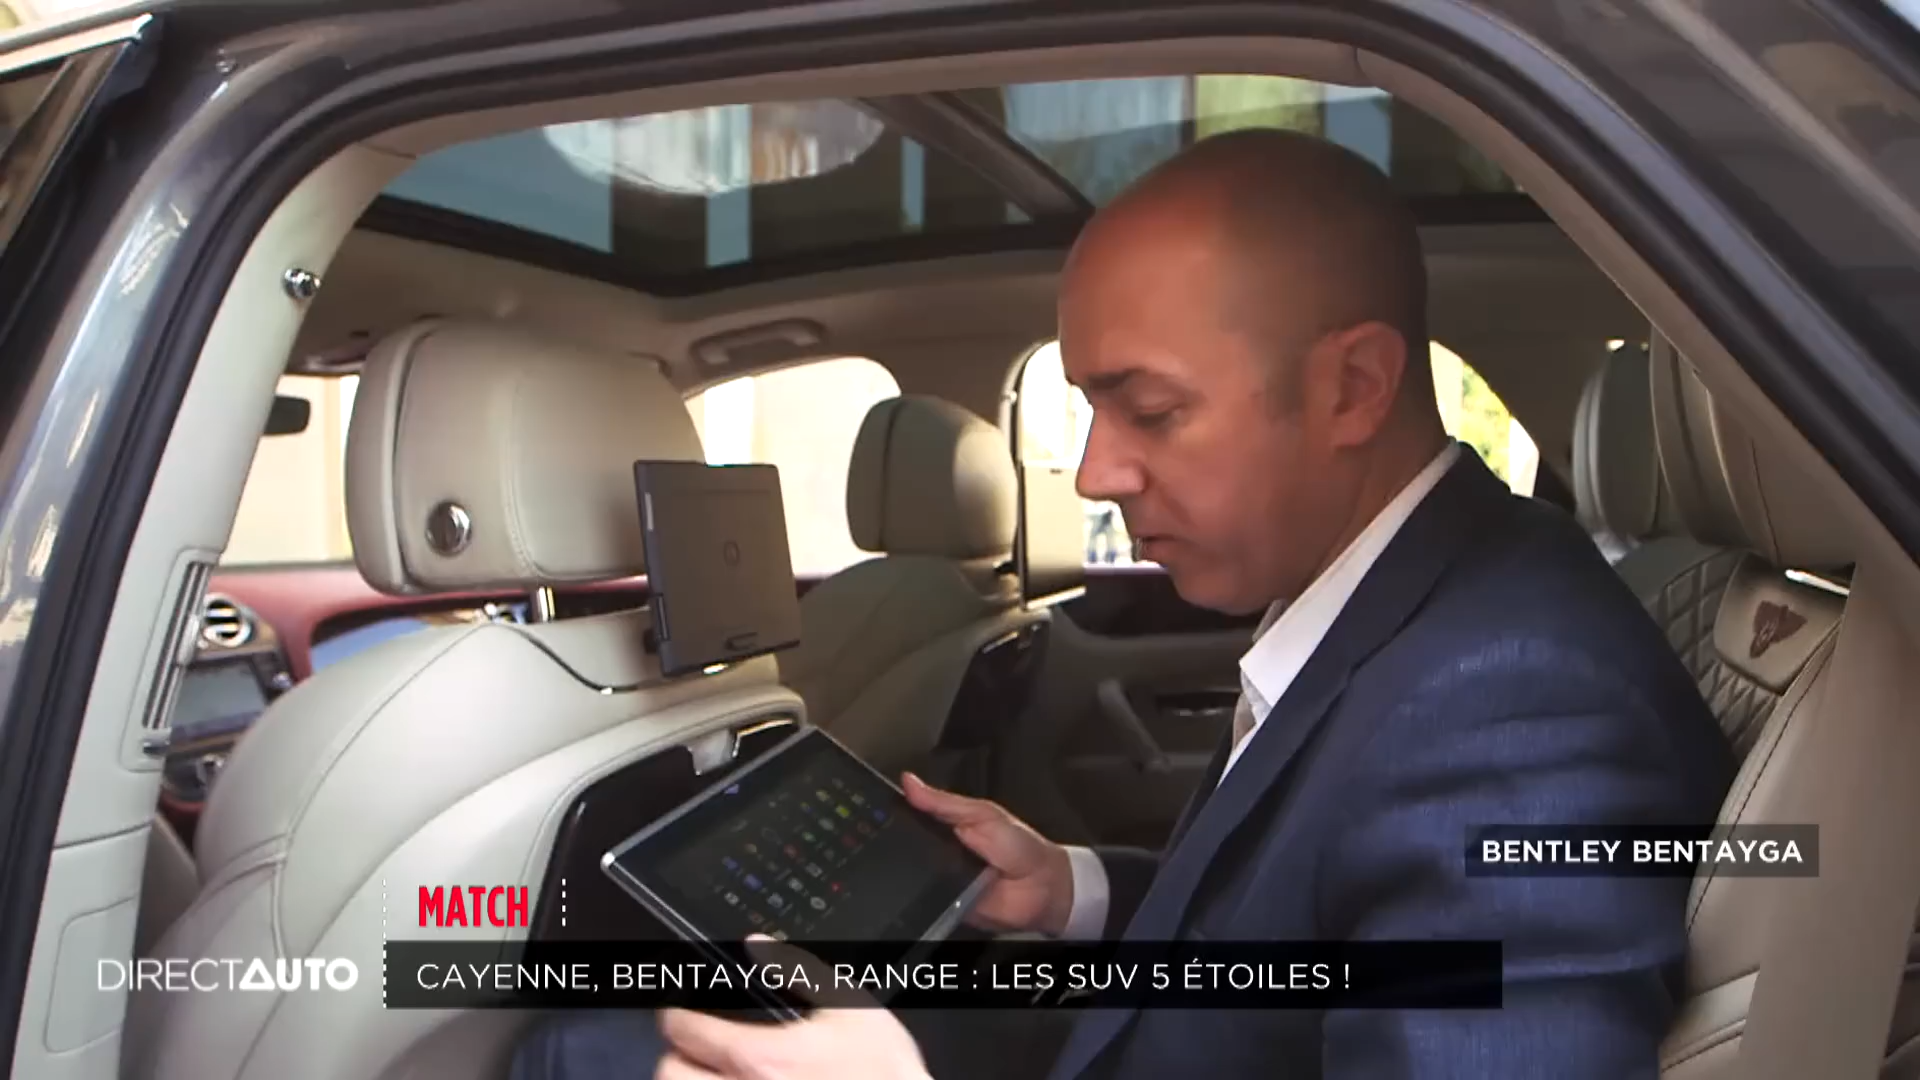 BENTLEY BENTAYGA
MATCH
DIRECTAUTO
CAYENNE, BENTAYGA, RANGE : LES SUV 5 ÉTOILES !